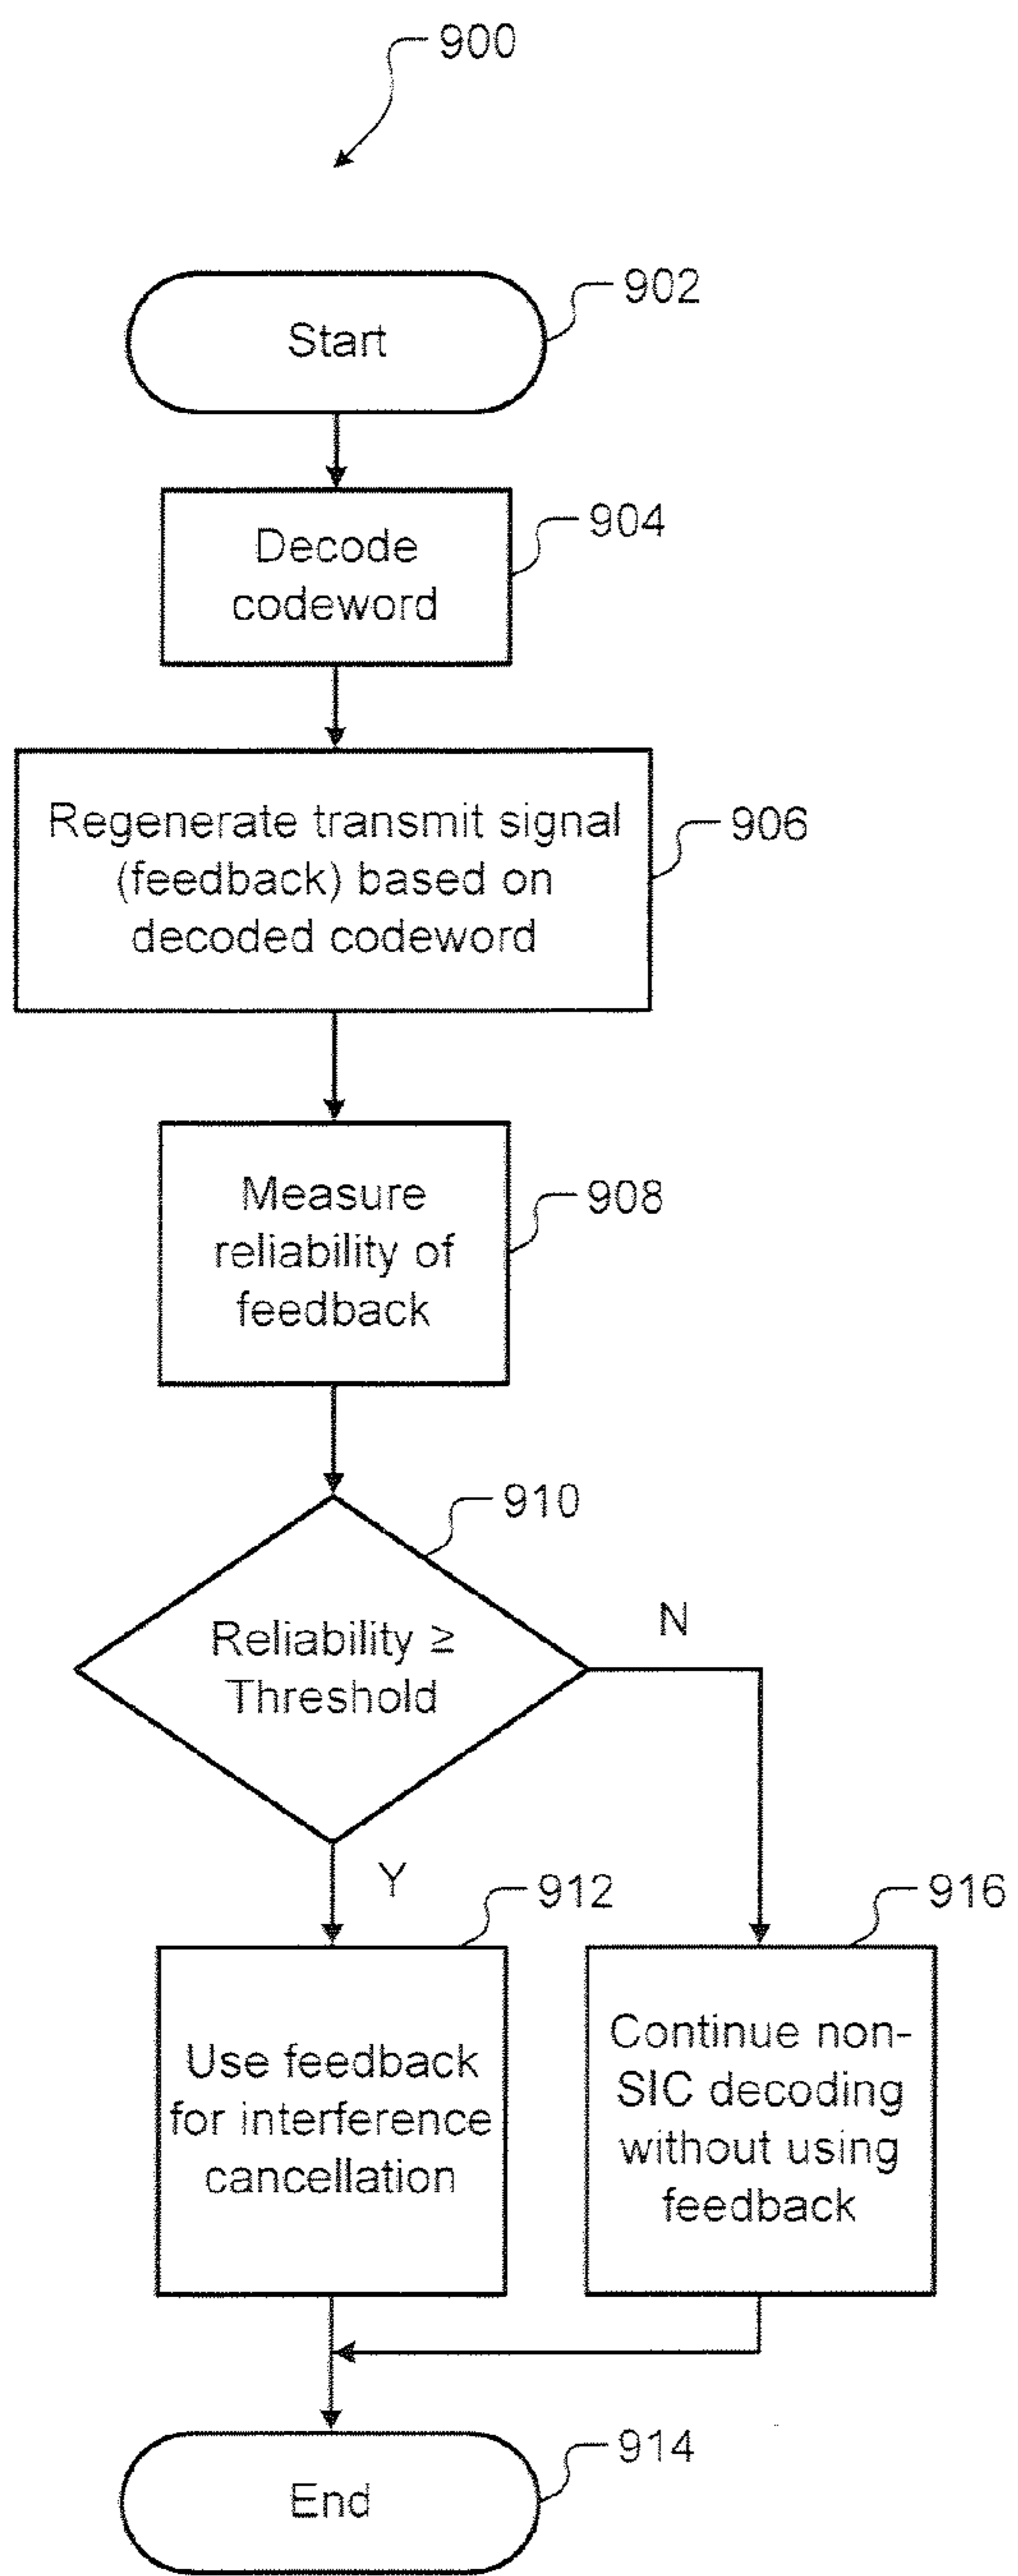 900
Start
902
Decode
codeword
904
Regenerate transmit signal
(feedback) based on
decoded codeword
906
Measure
reliability of
feedback
908
910
Reliability ≥
Threshold
N
Y
912
Use feedback
for interference
cancellation
916
Continue non-
SIC decoding
without using
feedback
914
End